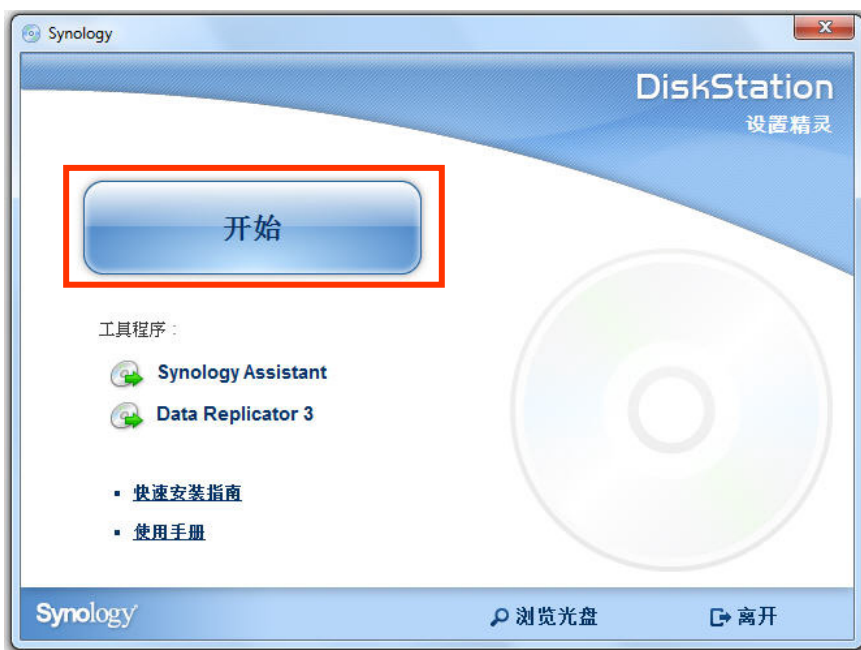 Synology
DiskStation
设置精灵
开始
工具程序：
Synology Assistant
Data Replicator 3
快速安装指南
使用手册
Synology
浏览光盘
离开